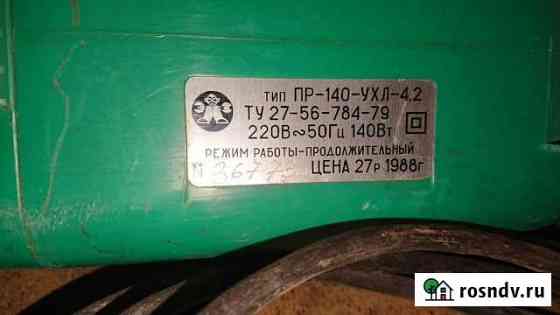 ТИП ПР-140-УХЛ-4,2
ТУ 27-56-784-79
220В~50Гц 140Вт
РЕЖИМ РАБОТЫ-ПРОДОЛЖИТЕЛЬНЫЙ
ЦЕНА 27р 1988г
rosndv.ru